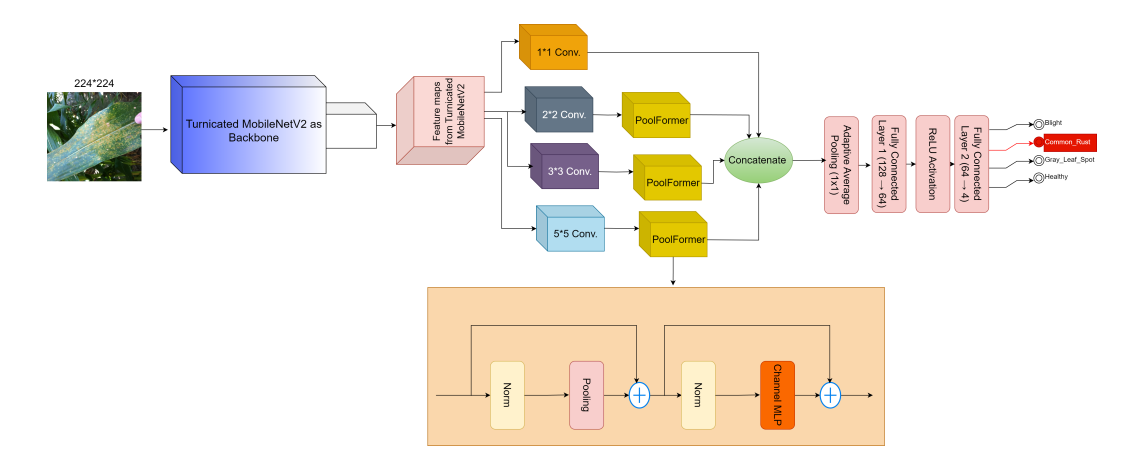 224*224
Turnicated MobileNetV2 as
Backbone
Feature maps
from Turnicated
MobileNetV2
1*1 Conv.
2*2 Conv.
3*3 Conv.
5*5 Conv.
PoolFormer
PoolFormer
PoolFormer
Concatenate
Adaptive Average
Pooling (1x1)
Fully Connected
Layer 1 (128 → 64)
ReLU Activation
Fully Connected
Layer 2 (64 → 4)
Blight
Common_Rust
Gray_Leaf_Spot
Healthy
Norm
Pooling
Norm
Channel MLP